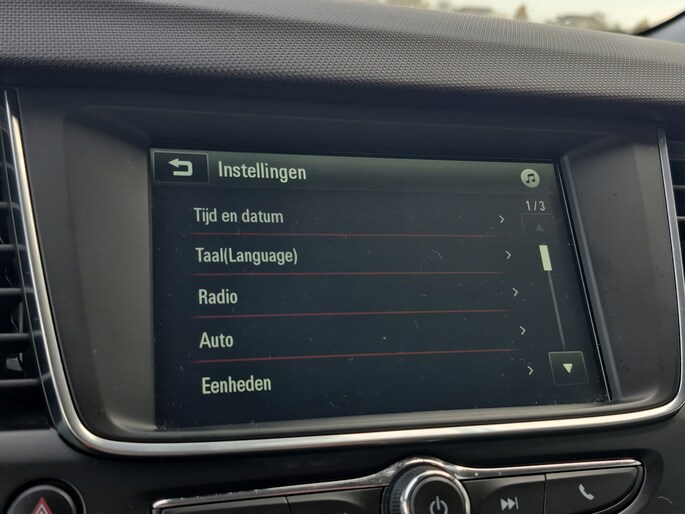 Instellingen
1/3
Tijd en datum
Taal(Language)
Radio
Auto
Eenheden